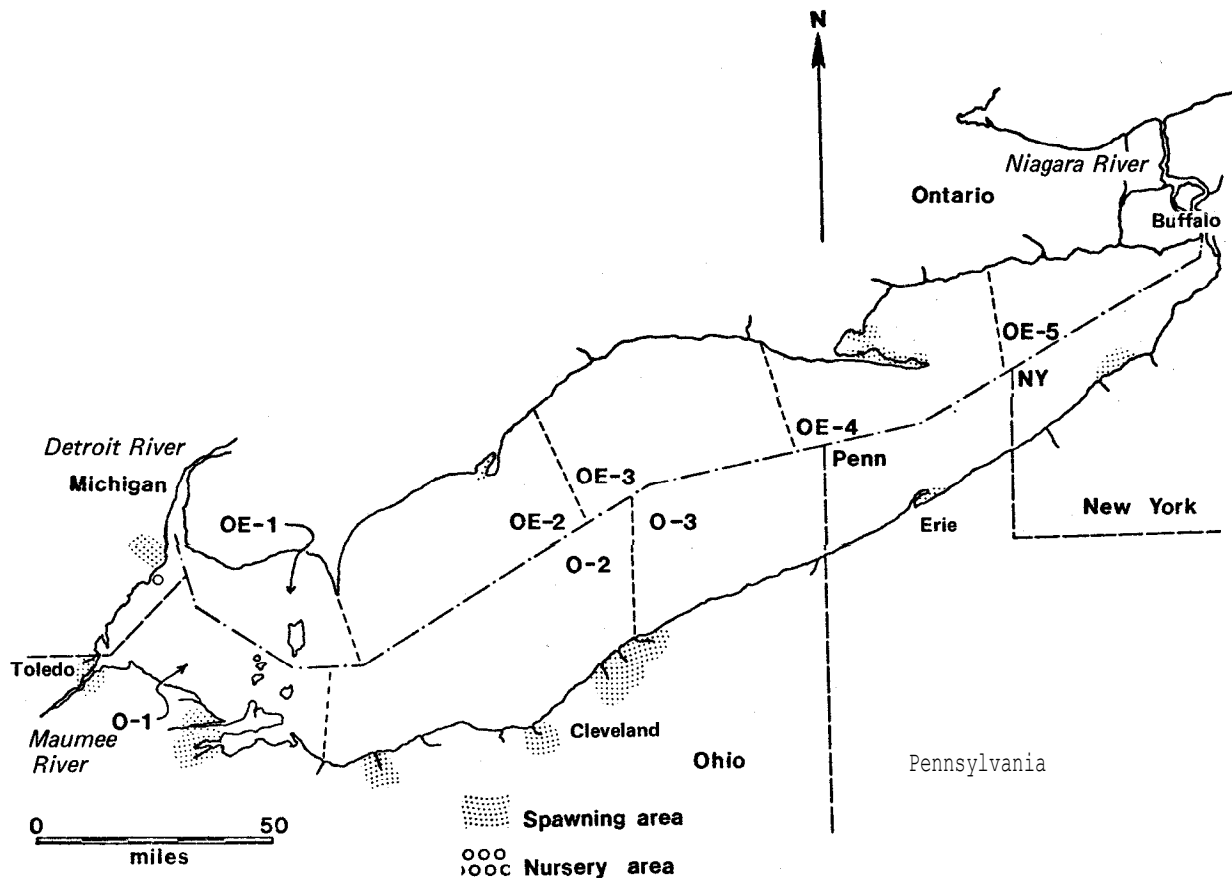 N
Niagara River
Ontario
Buffalo
OE-5
NY
OE-4
Penn
Detroit River
Michigan
OE-3
OE-1
OE-2
O-3
Erie
New York
O-2
Toledo
O-1
Cleveland
Maumee
River
Ohio
Pennsylvania
0 50
miles
Spawning area
Nursery area